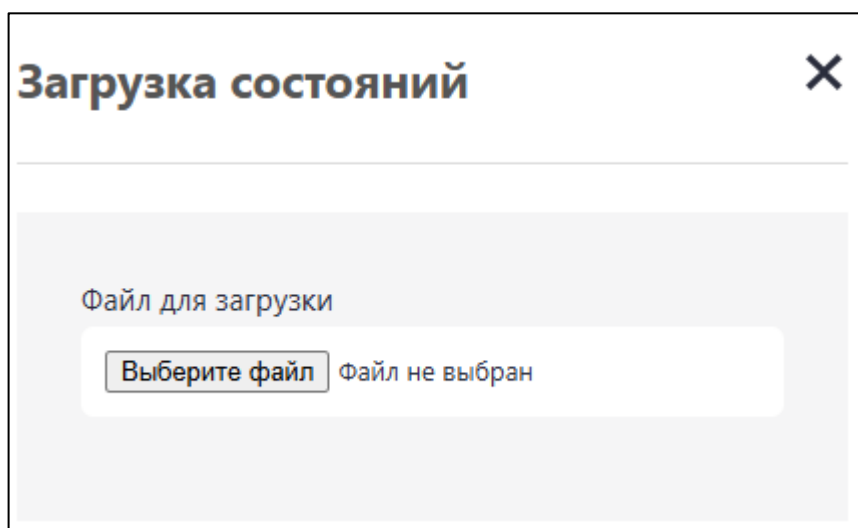 Загрузка состояний
Файл для загрузки
Выберите файл Файл не выбран